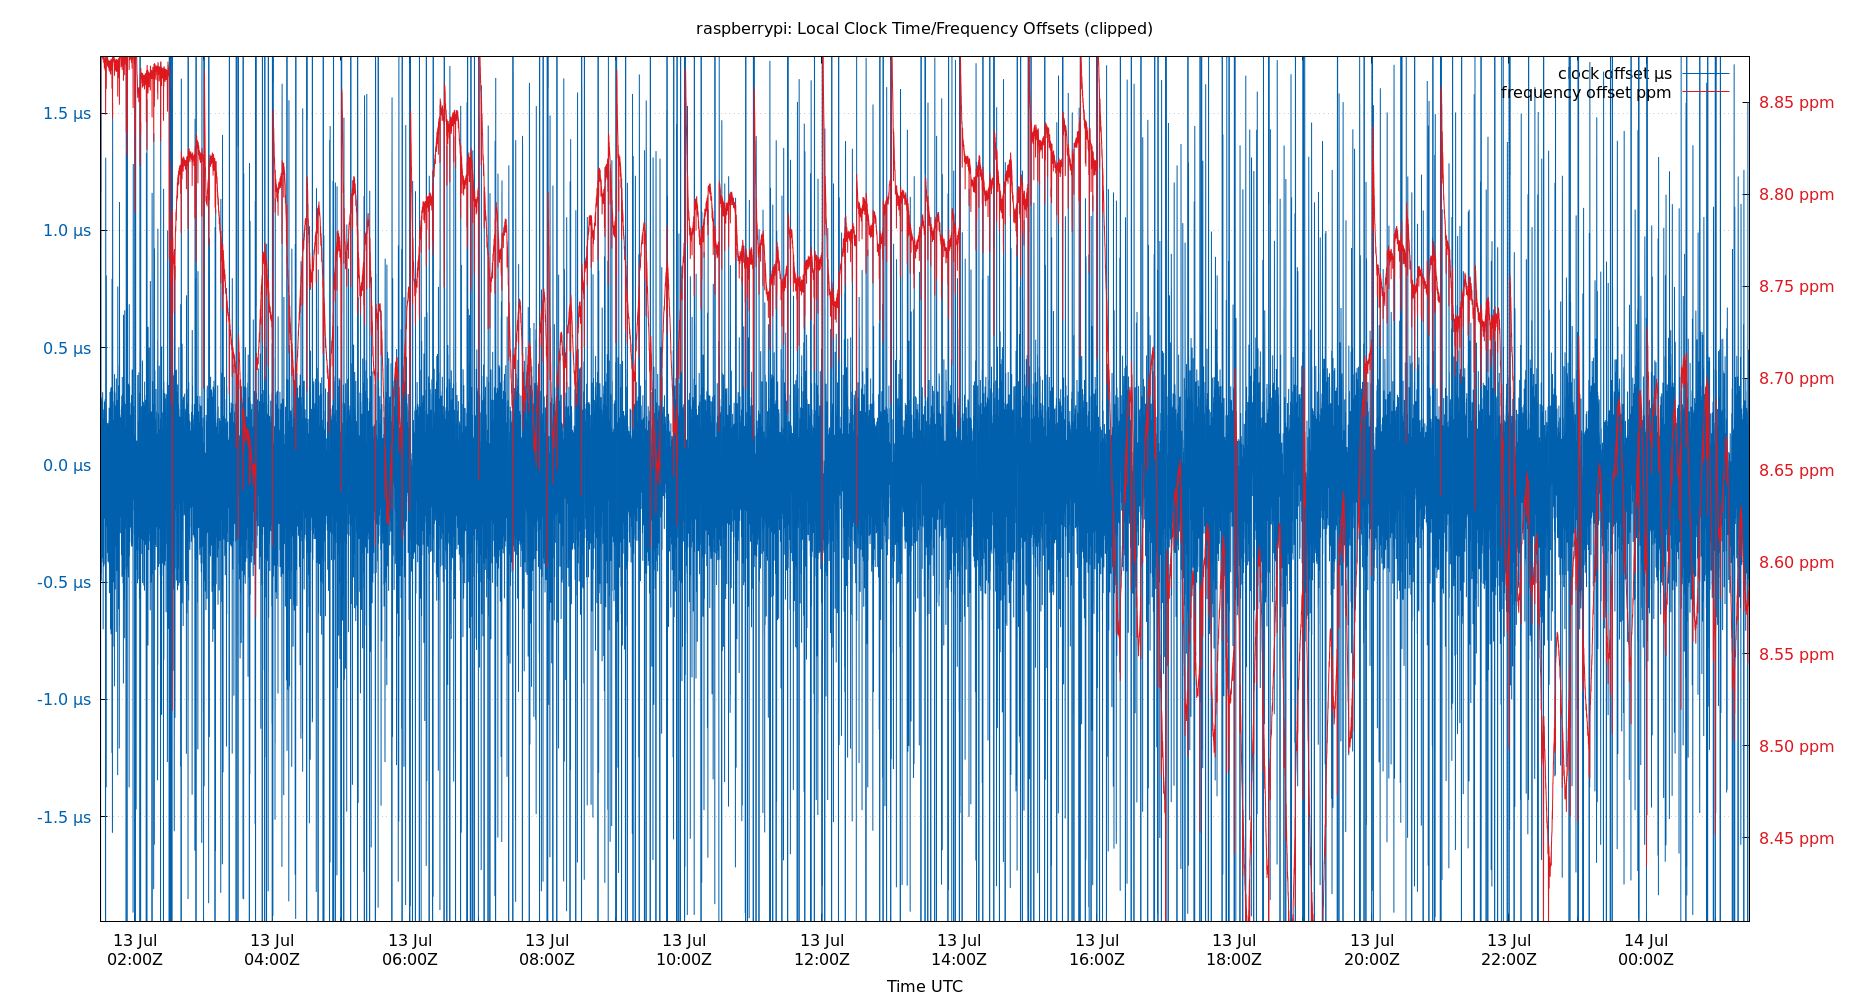 raspberrypi: Local Clock Time/Frequency Offsets (clipped)
clock offset µs
frequency offset ppm
1.5 µs
1.0 µs
0.5 µs
0.0 µs
-0.5 µs
-1.0 µs
-1.5 µs
8.85 ppm
8.80 ppm
8.75 ppm
8.70 ppm
8.65 ppm
8.60 ppm
8.55 ppm
8.50 ppm
8.45 ppm
13 Jul 13 Jul 13 Jul 13 Jul 13 Jul 13 Jul 13 Jul 13 Jul 13 Jul 13 Jul 13 Jul 14 Jul
02:00Z 04:00Z 06:00Z 08:00Z 10:00Z 12:00Z 14:00Z 16:00Z 18:00Z 20:00Z 22:00Z 00:00Z
Time UTC